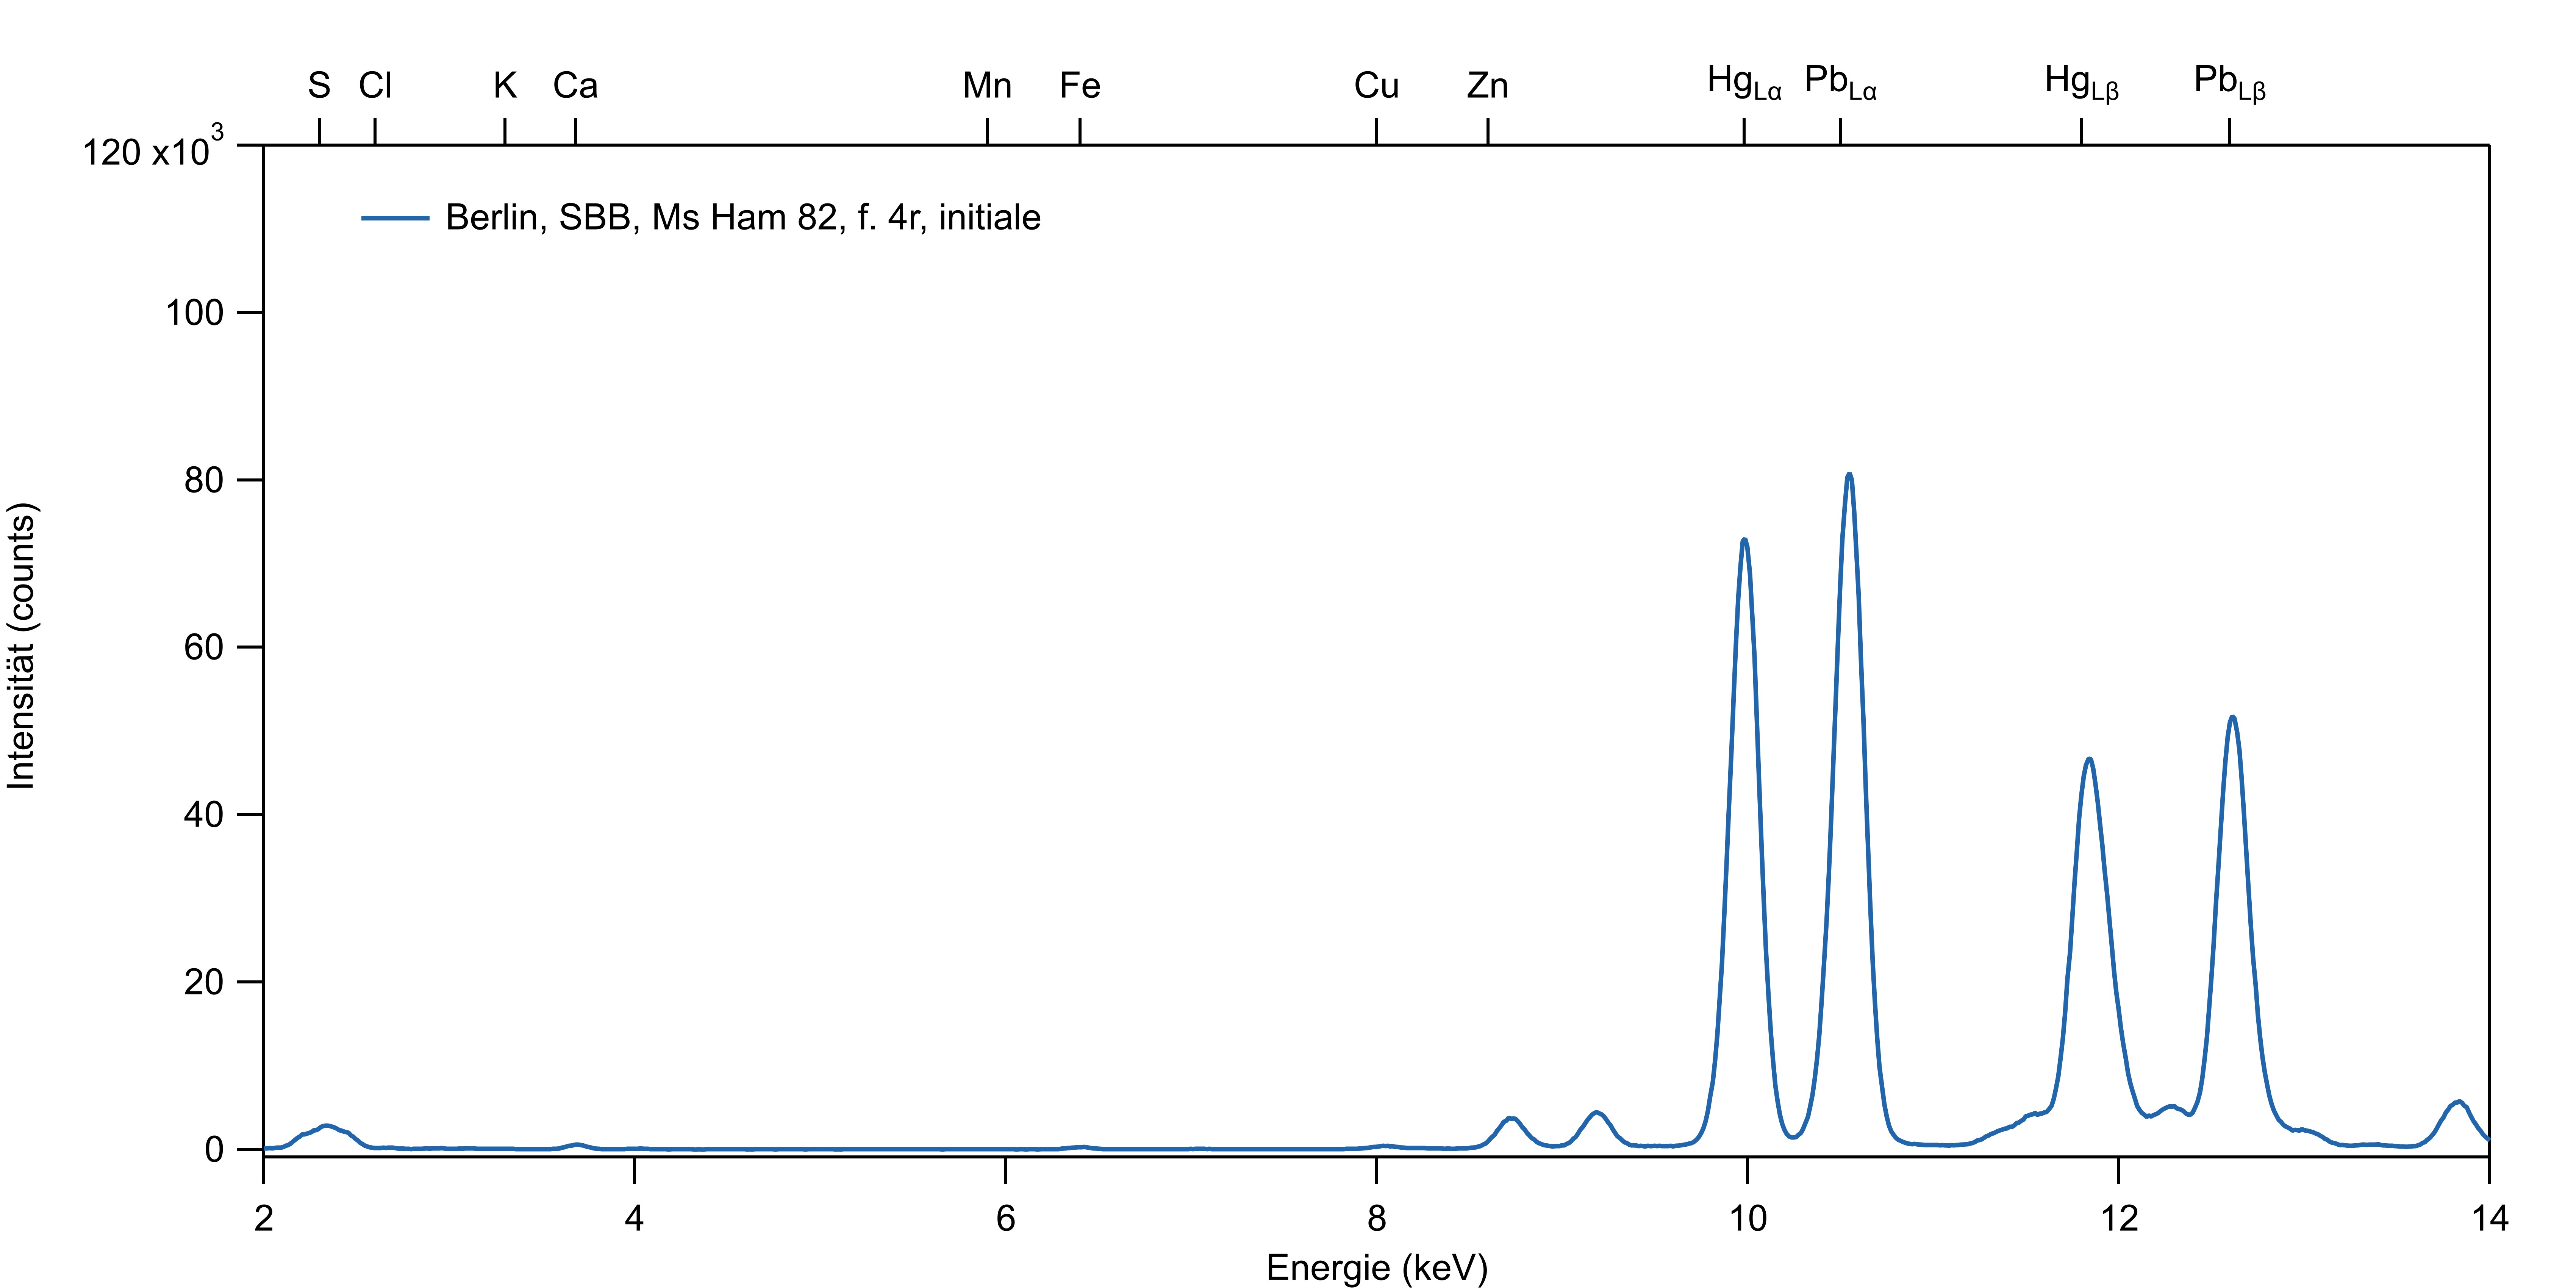 S Cl K Ca Mn Fe Cu Zn HgLα PbLα HgLβ PbLβ
120 x10³
Berlin, SBB, Ms Ham 82, f. 4r, initiale
100
80
60
40
20
0
Intensität (counts)
2 4 6 8 10 12 14
Energie (keV)